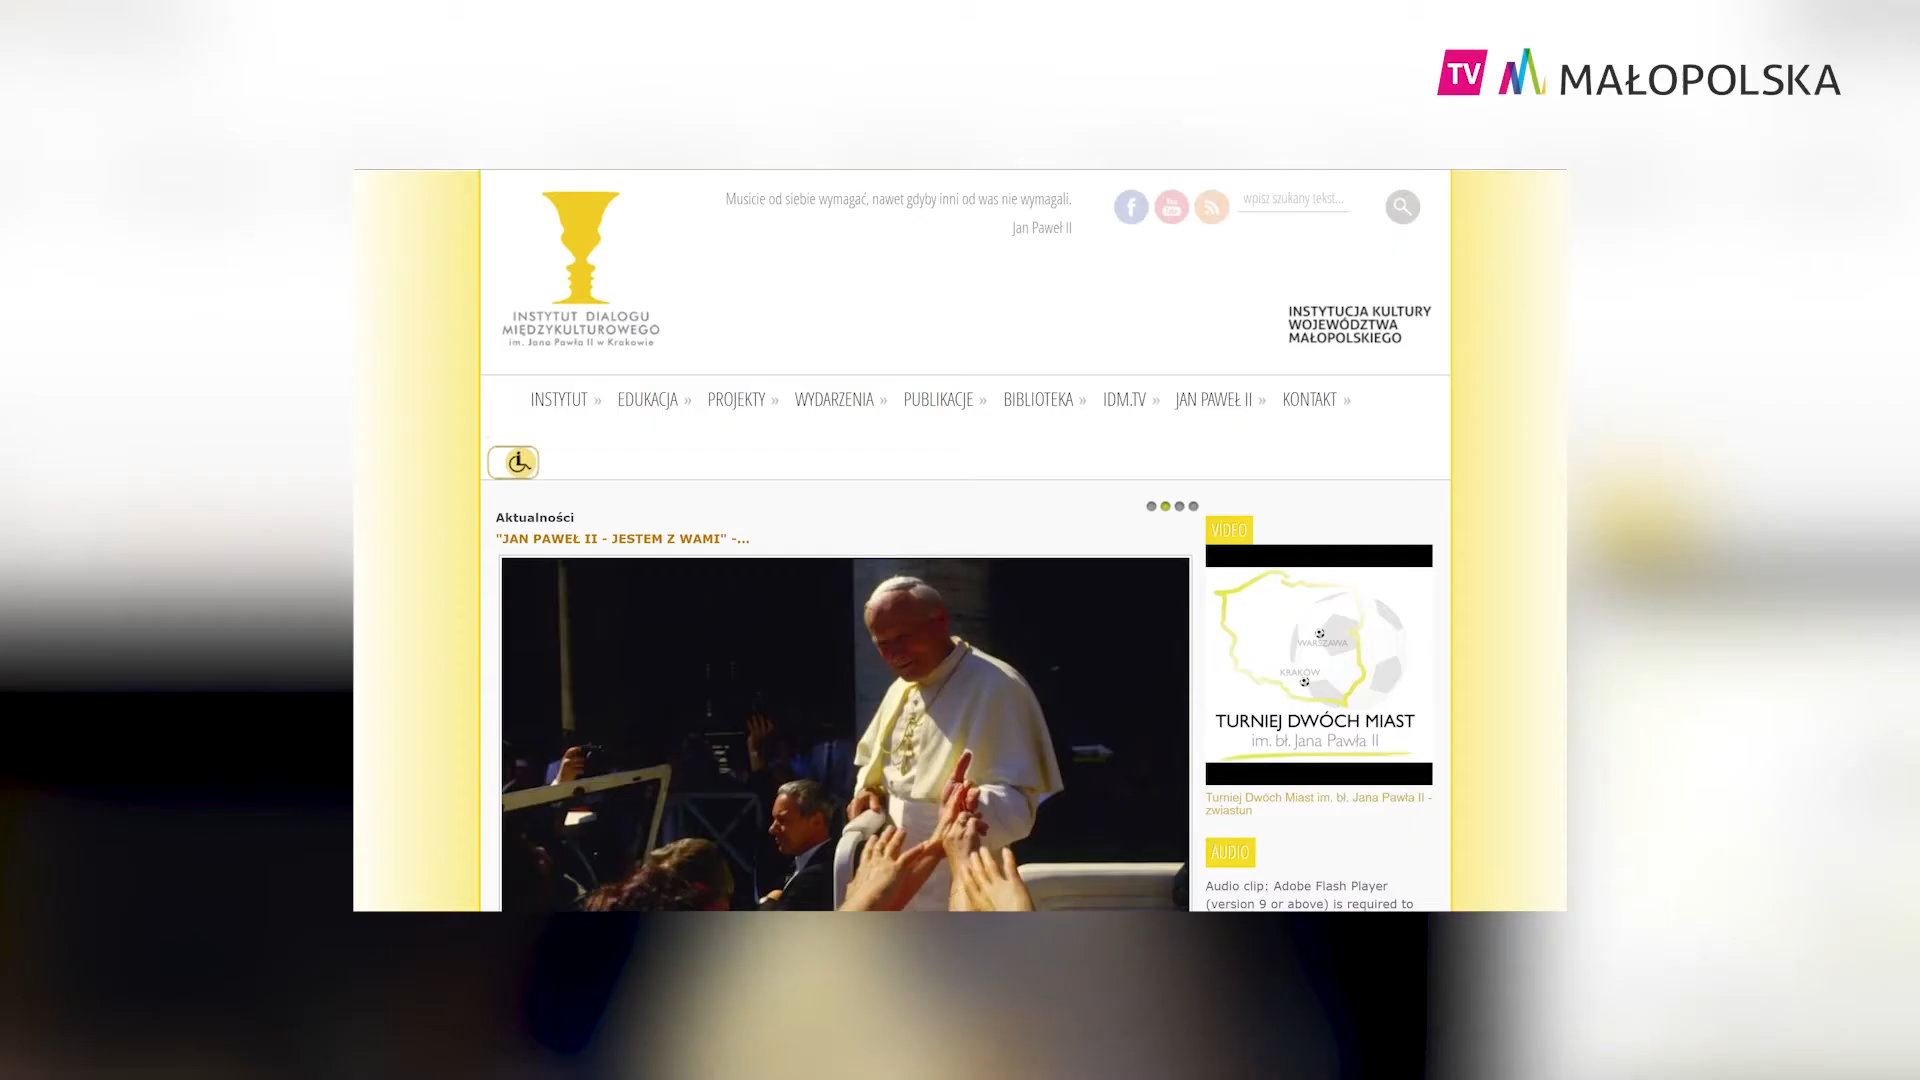 TV MAŁOPOLSKA
Musicie od siebie wymagać, nawet gdyby inni od was nie wymagali.
Jan Paweł II
f
You Tube
wpisz szukany tekst...
INSTYTUT DIALOGU
MIĘDZYKULTUROWEGO
im. Jana Pawła II w Krakowie
INSTYTUCJA KULTURY
WOJEWÓDZTWA
MAŁOPOLSKIEGO
INSTYTUT » EDUKACJA » PROJEKTY » WYDARZENIA » PUBLIKACJE » BIBLIOTEKA » IDM.TV » JAN PAWEŁ II » KONTAKT »
Aktualności
"JAN PAWEŁ II - JESTEM Z WAMI" -...
VIDEO
WARSZAWA
KRAKÓW
TURNIEJ DWÓCH MIAST
im. bł. Jana Pawła II
Turniej Dwóch Miast im. bł. Jana Pawła II -
zwiastun
AUDIO
Audio clip: Adobe Flash Player
(version 9 or above) is required to